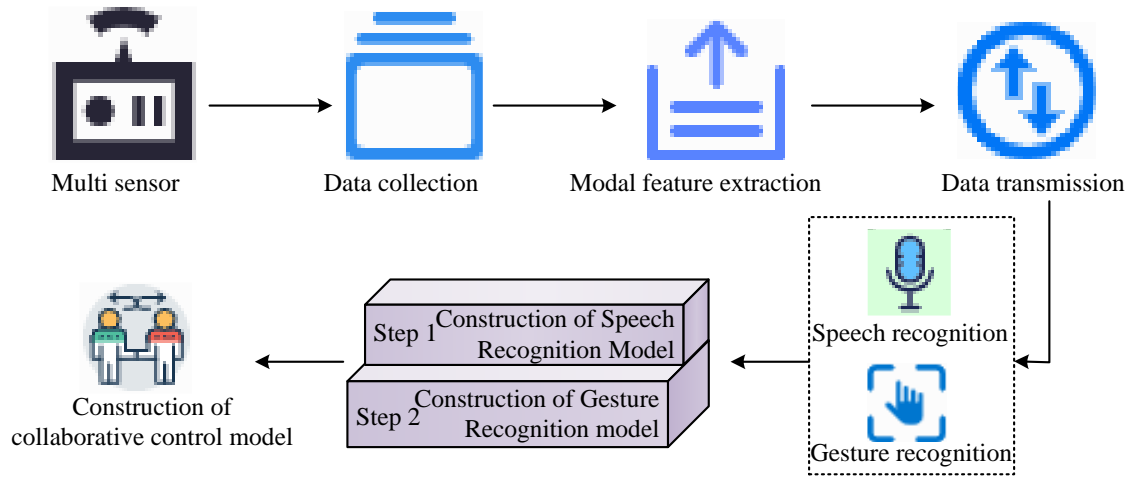 Multi sensor
Data collection
Modal feature extraction
Data transmission
Speech recognition
Gesture recognition
Step 1
Construction of Speech
Recognition Model
Step 2
Construction of Gesture
Recognition model
Construction of
collaborative control model